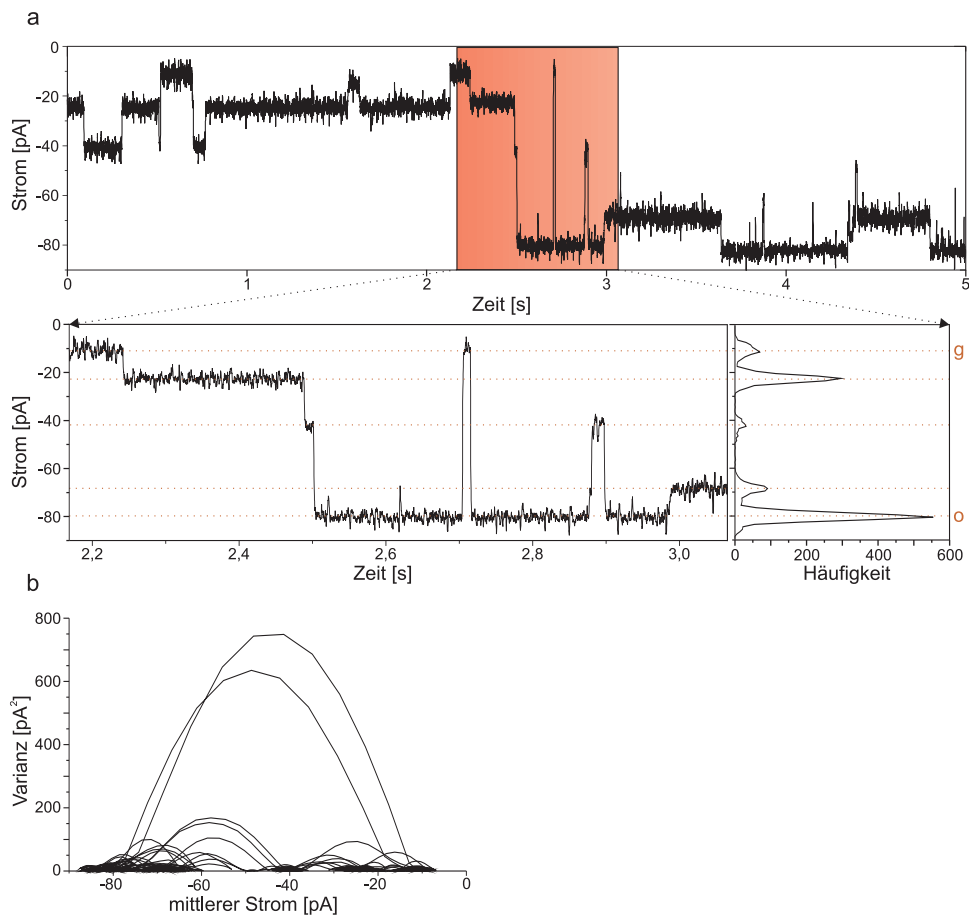 a
0
-20
-40
-60
-80
Strom [pA]
0 1 2 3 4 5
Zeit [s]
0
-20
-40
-60
-80
Strom [pA]
g
o
2,2 2,4 2,6 2,8 3,0
Zeit [s]
0 200 400 600
Häufigkeit
b
800
600
400
200
0
Varianz [pA²]
-80 -60 -40 -20 0
mittlerer Strom [pA]